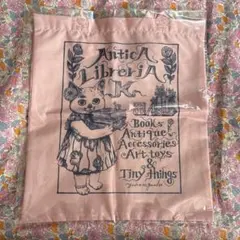 Antica
Libreria
Books
Antique
Accessories
Art toys
&
Tiny things